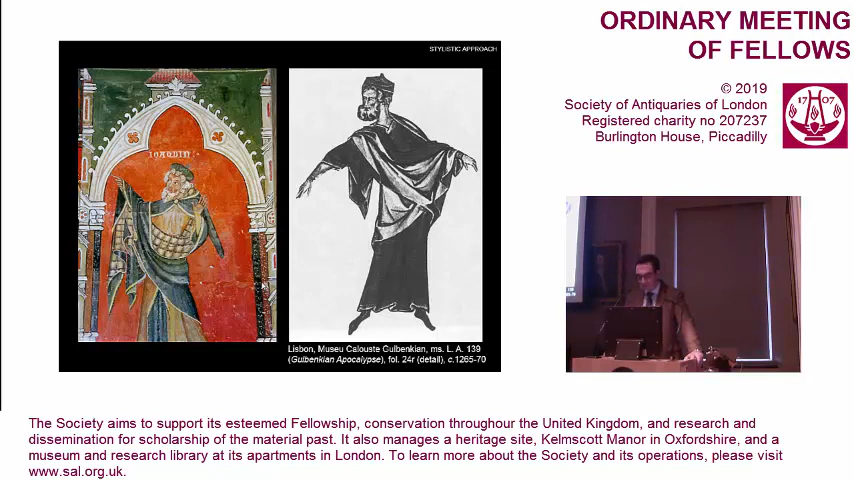 ORDINARY MEETING
OF FELLOWS
© 2019
Society of Antiquaries of London
Registered charity no 207237
Burlington House, Piccadilly
17 07
STYLISTIC APPROACH
IOAQUIN:
Lisbon, Museu Calouste Gulbenkian, ms. L. A. 139
(Gulbenkian Apocalypse), fol. 24r (detail), c.1265-70
The Society aims to support its esteemed Fellowship, conservation throughour the United Kingdom, and research and
dissemination for scholarship of the material past. It also manages a heritage site, Kelmscott Manor in Oxfordshire, and a
museum and research library at its apartments in London. To learn more about the Society and its operations, please visit
www.sal.org.uk.